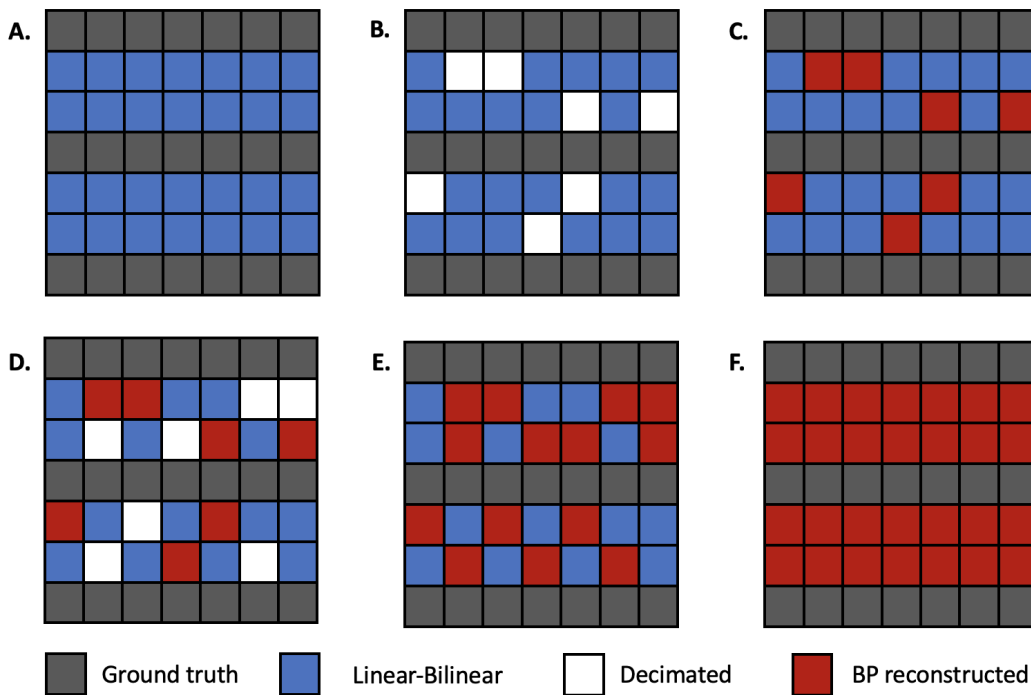 A.
B.
C.
D.
E.
F.
Ground truth
Linear-Bilinear
Decimated
BP reconstructed